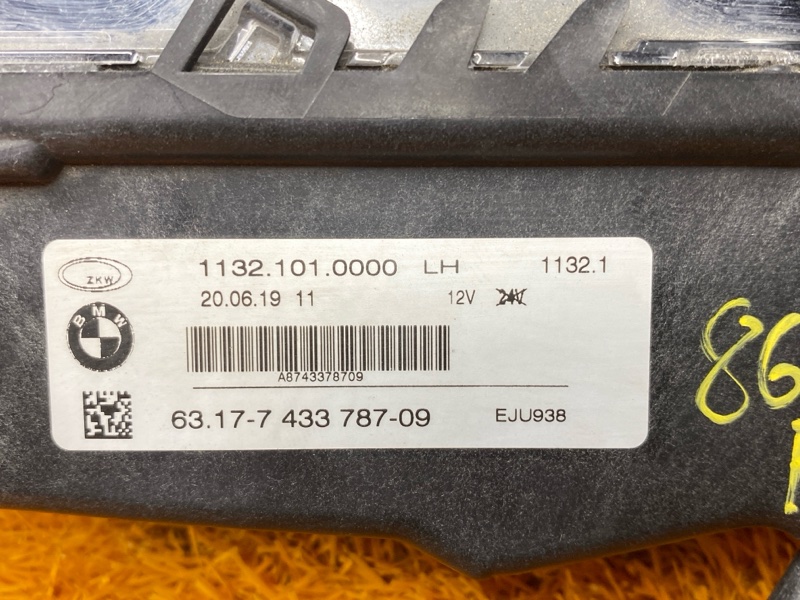 1132.101.0000 LH 1132.1
ZKW
20.06.19 11 12V 24V
BMW
A8743378709
63.17-7 433 787-09 EJU938
86